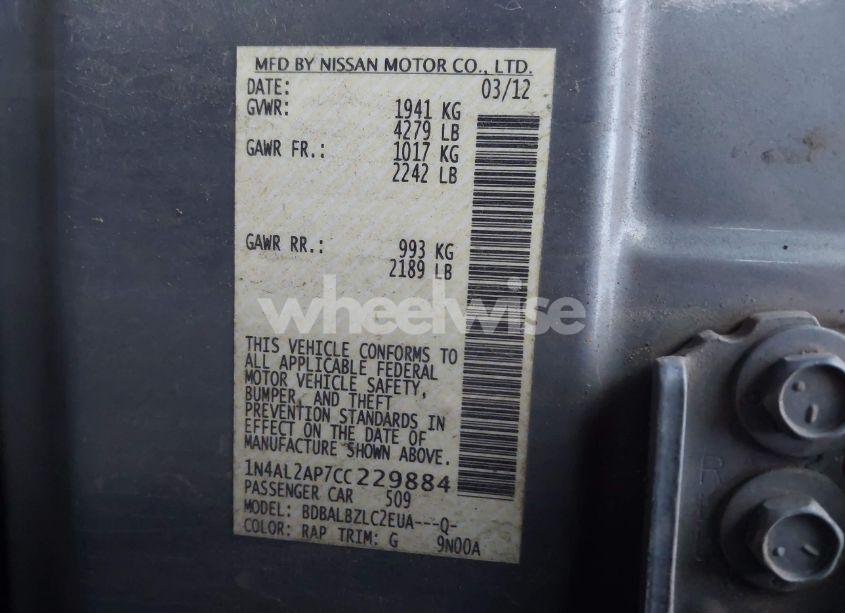 MFD BY NISSAN MOTOR CO., LTD.
DATE: 03/12
GVWR: 1941 KG
4279 LB
GAWR FR.: 1017 KG
2242 LB
GAWR RR.: 993 KG
2189 LB
wheelwise
THIS VEHICLE CONFORMS TO
ALL APPLICABLE FEDERAL
MOTOR VEHICLE SAFETY,
BUMPER, AND THEFT
PREVENTION STANDARDS IN
EFFECT ON THE DATE OF
MANUFACTURE SHOWN ABOVE.
1N4AL2AP7CC229884
PASSENGER CAR 509
MODEL: BDBALBZLC2EUA---Q-
COLOR: RAP TRIM: G 9N00A